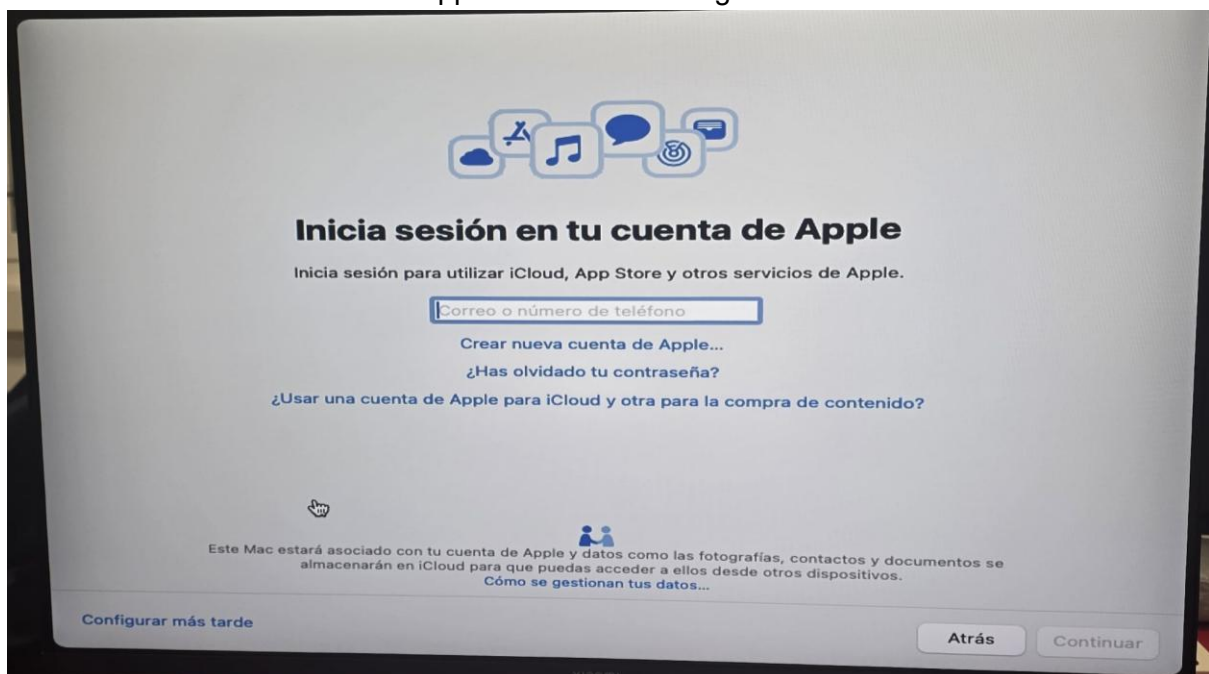 Inicia sesión en tu cuenta de Apple
Inicia sesión para utilizar iCloud, App Store y otros servicios de Apple.
Correo o número de teléfono
Crear nueva cuenta de Apple...
¿Has olvidado tu contraseña?
¿Usar una cuenta de Apple para iCloud y otra para la compra de contenido?
Este Mac estará asociado con tu cuenta de Apple y datos como las fotografías, contactos y documentos se
almacenarán en iCloud para que puedas acceder a ellos desde otros dispositivos.
Cómo se gestionan tus datos...
Configurar más tarde
Atrás
Continuar